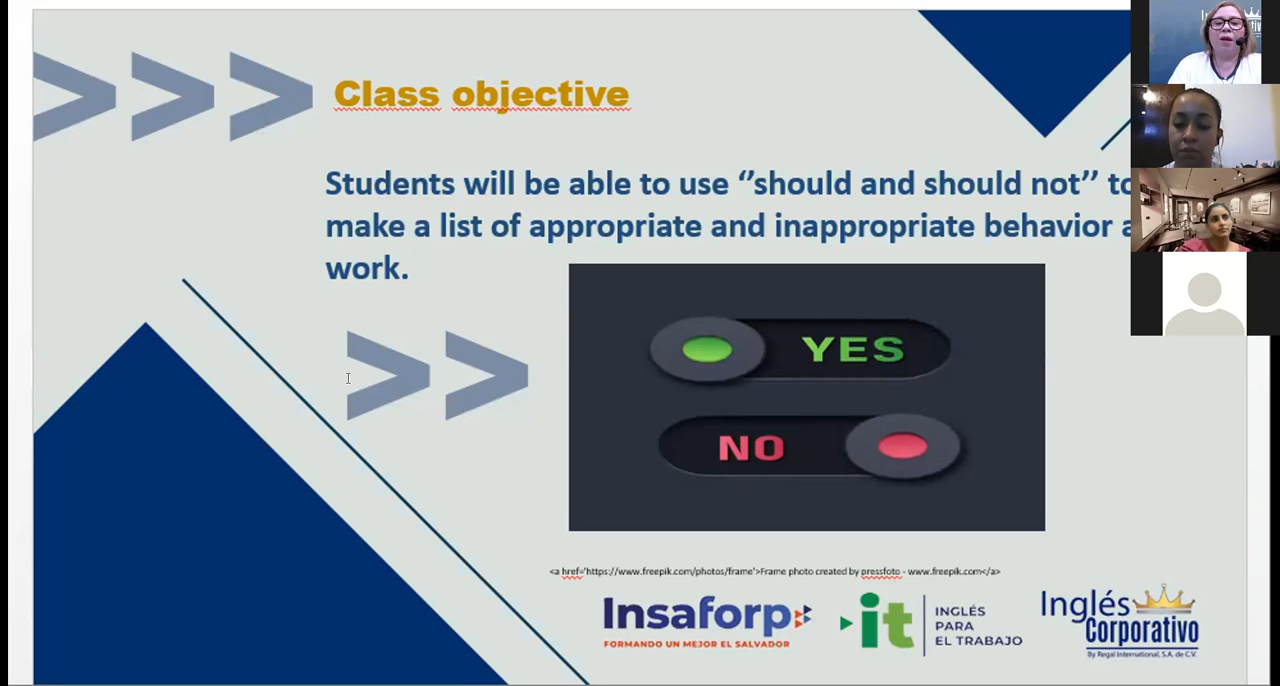 Class objective
Students will be able to use ‘’should and should not’’ to
make a list of appropriate and inappropriate behavior
work.
YES
NO
<a href='https://www.freepik.com/photos/frame'>Frame photo created by pressfoto - www.freepik.com</a>
Insaforp
FORMANDO UN MEJOR EL SALVADOR
it
INGLÉS
PARA
EL TRABAJO
Inglés
Corporativo
By Regal International, S.A. de C.V.